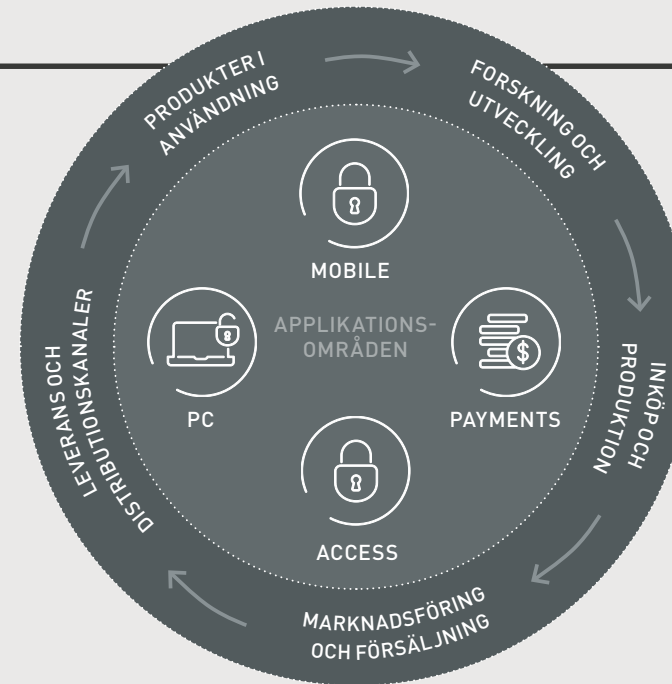 PRODUKTER I
ANVÄNDNING
FORSKNING OCH
UTVECKLING
INKÖP OCH
PRODUKTION
MARKNADSFÖRING
OCH FÖRSÄLJNING
LEVERANS OCH
DISTRIBUTIONSKANALER
MOBILE
APPLIKATIONS-
OMRÅDEN
PC
$
PAYMENTS
ACCESS